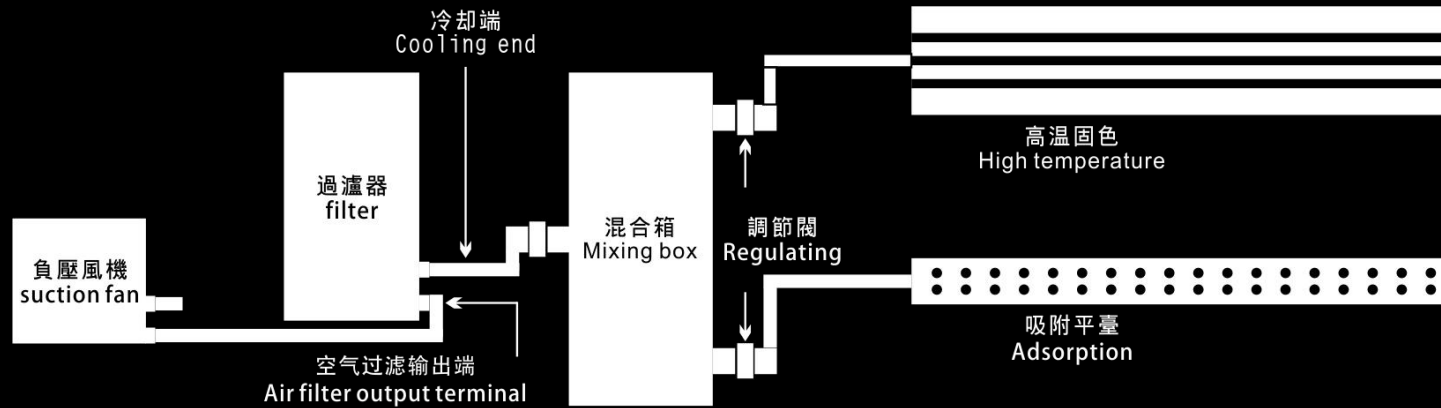 冷却端
Cooling end
高温固色
High temperature
過濾器
filter
混合箱
Mixing box
調節閥
Regulating
負壓風機
suction fan
吸附平臺
Adsorption
空气过滤输出端
Air filter output terminal